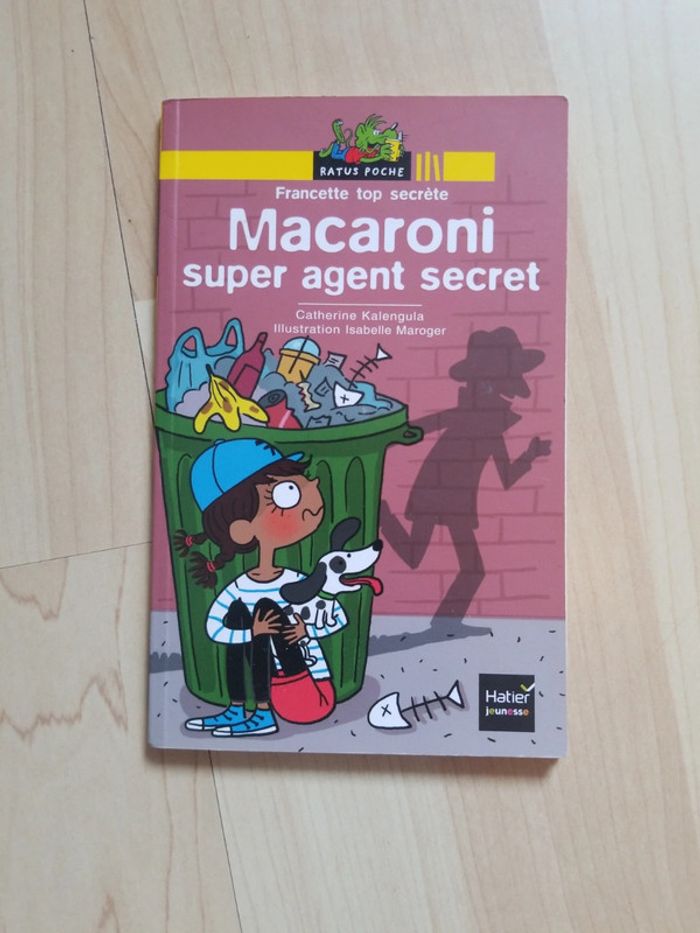 RATUS POCHE
Francette top secrète
Macaroni
super agent secret
Catherine Kalengula
Illustration Isabelle Maroger
Hatier
jeunesse